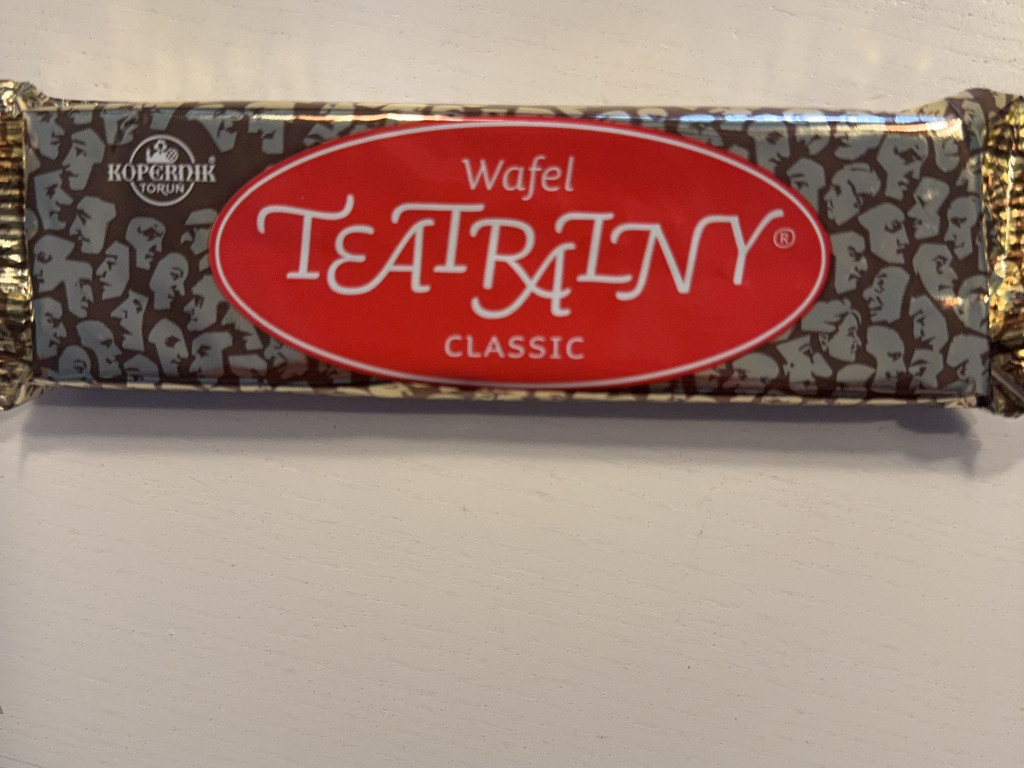 KOPERNIK®
TORUŃ
Wafel
TEATRALNY®
CLASSIC